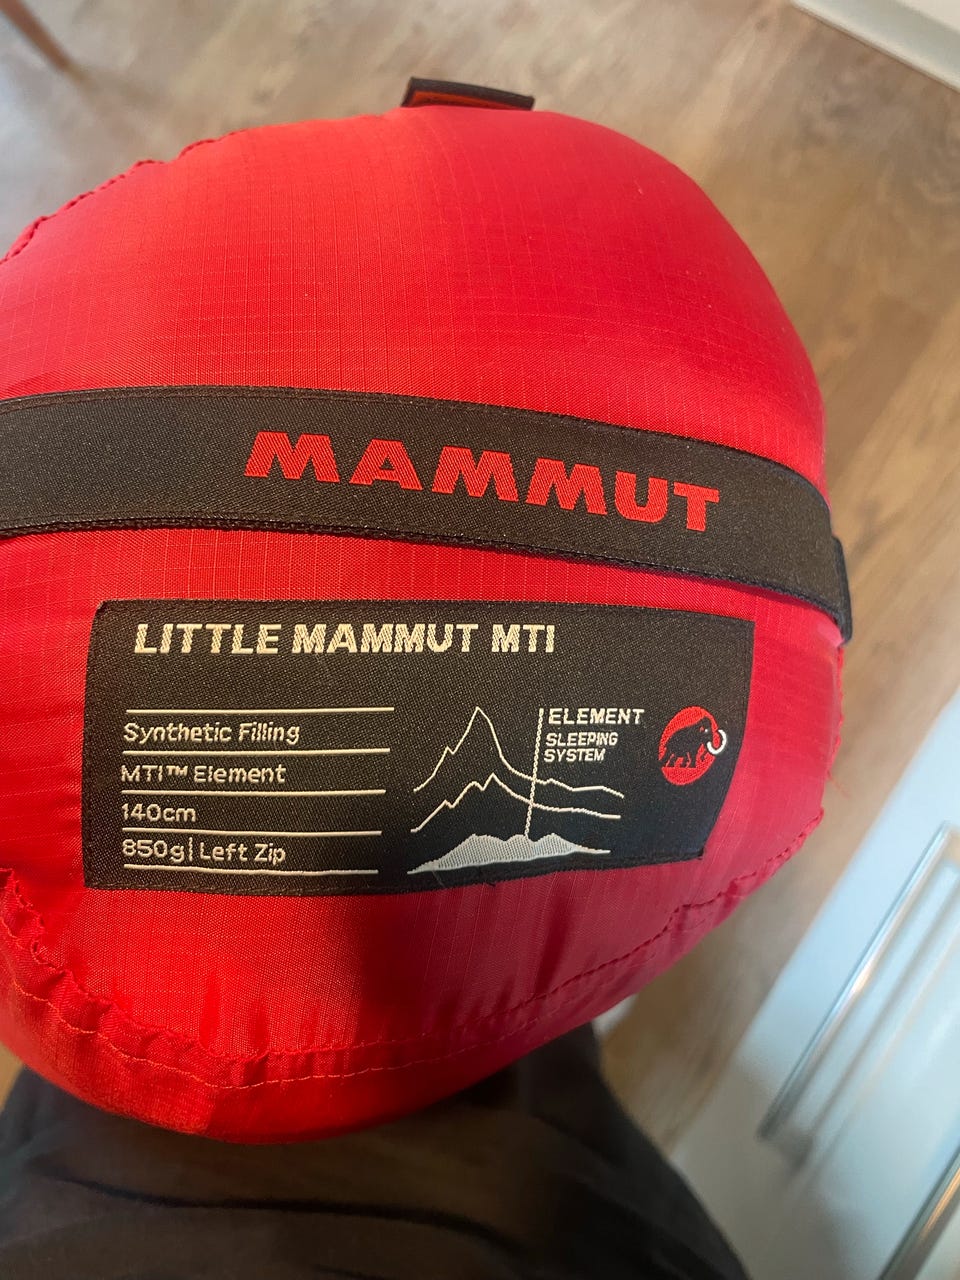 MAMMUT
LITTLE MAMMUT MTI
Synthetic Filling
MTI™ Element
140cm
850g| Left Zip
ELEMENT
SLEEPING
SYSTEM